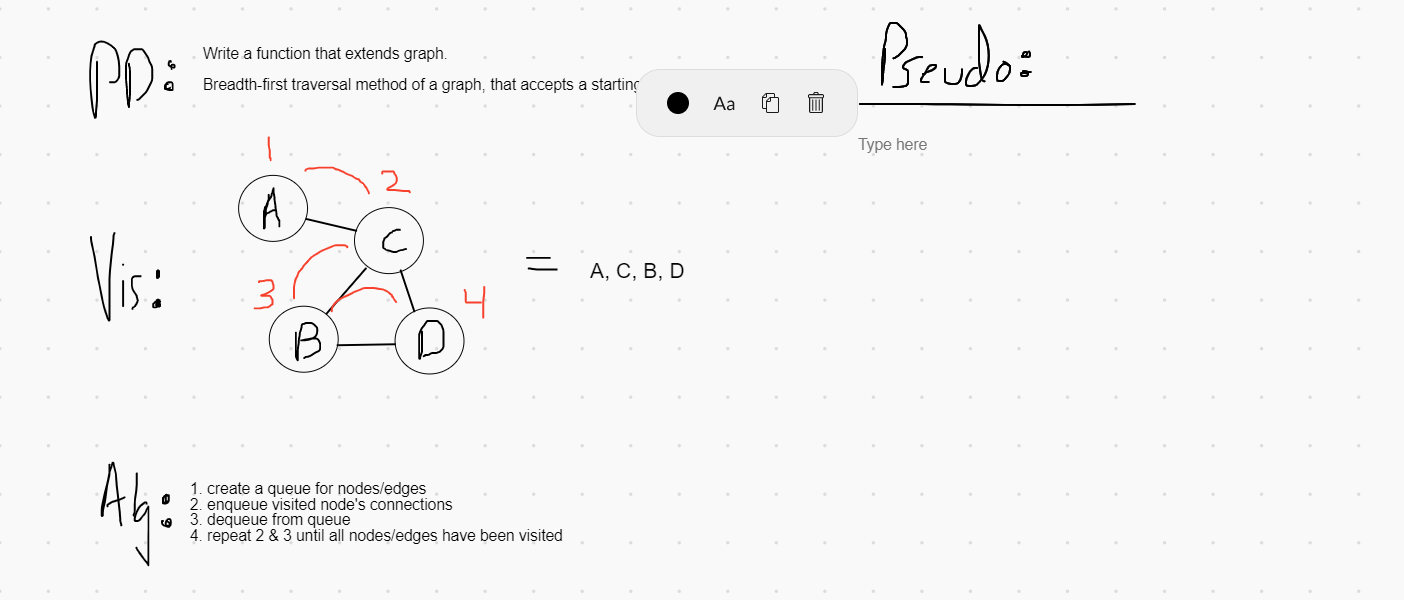 PD:
Write a function that extends graph.
Breadth-first traversal method of a graph, that accepts a starting
Aa
Pseudo:
Type here
Vis:
1
2
A
C
3
4
B
D
=
A, C, B, D
Alg:
1. create a queue for nodes/edges
2. enqueue visited node's connections
3. dequeue from queue
4. repeat 2 & 3 until all nodes/edges have been visited